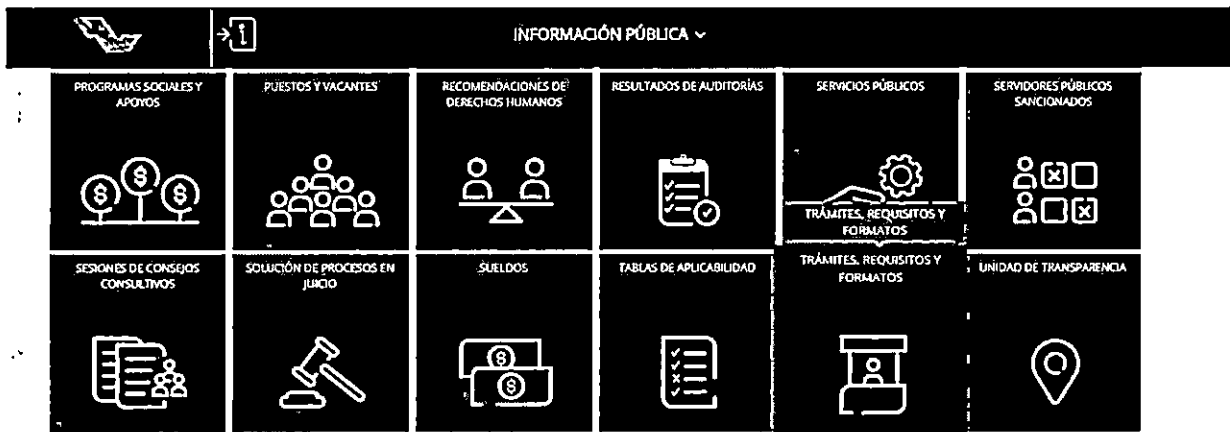 INFORMACIÓN PÚBLICA
PROGRAMAS SOCIALES Y
APOYOS
PUESTOS Y VACANTES
RECOMENDACIONES DE
DERECHOS HUMANOS
RESULTADOS DE AUDITORÍAS
SERVICIOS PÚBLICOS
TRÁMITES, REQUISITOS Y
FORMATOS
SERVIDORES PÚBLICOS
SANCIONADOS
SESIONES DE CONSEJOS
CONSULTIVOS
SOLUCIÓN DE PROCESOS EN
JUICIO
SUELDOS
TABLAS DE APLICABILIDAD
TRÁMITES, REQUISITOS Y
FORMATOS
UNIDAD DE TRANSPARENCIA